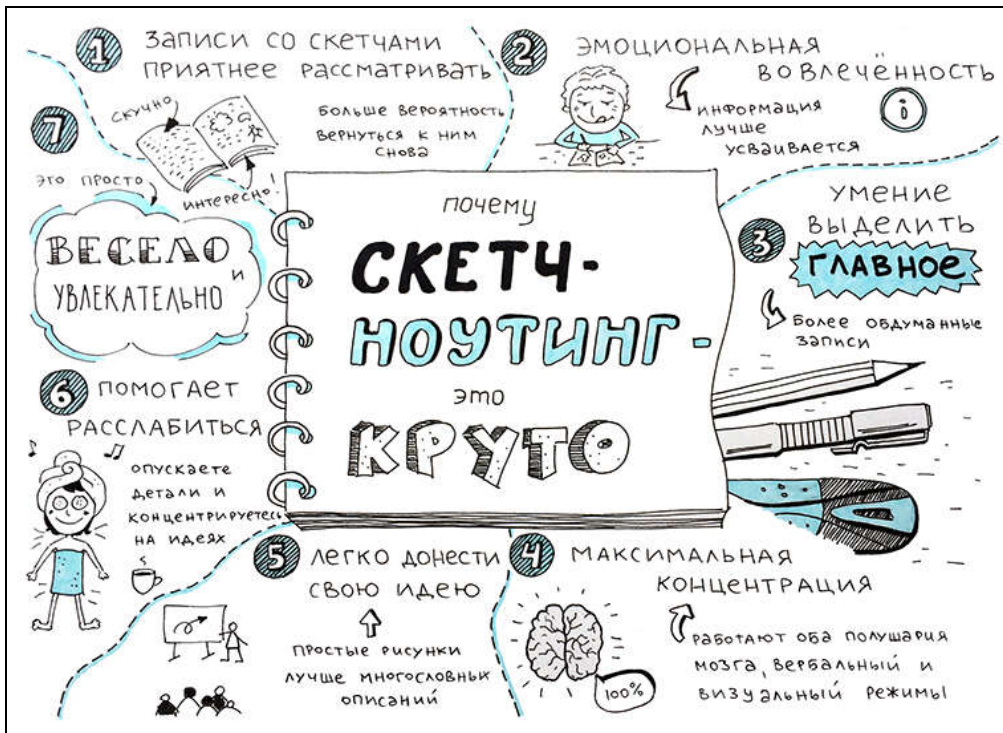 почему
СКЕТЧ-
НОУТИНГ-
это
КРУТО
1 ЗАПИСИ СО СКЕТЧАМИ
ПРИЯТНЕЕ РАССМАТРИВАТЬ
СКУЧНО
ИНТЕРЕСНО!
БОЛЬШЕ ВЕРОЯТНОСТЬ
ВЕРНУТЬСЯ К НИМ
СНОВА
2 ЭМОЦИОНАЛЬНАЯ
ВОВЛЕЧЁННОСТЬ
ИНФОРМАЦИЯ
ЛУЧШЕ
УСВАИВАЕТСЯ
i
3 УМЕНИЕ
ВЫДЕЛИТЬ
ГЛАВНОЕ
БОЛЕЕ ОБДУМАННЫЕ
ЗАПИСИ
4 МАКСИМАЛЬНАЯ
КОНЦЕНТРАЦИЯ
РАБОТАЮТ ОБА ПОЛУШАРИЯ
МОЗГА, ВЕРБАЛЬНЫЙ И
ВИЗУАЛЬНЫЙ РЕЖИМЫ
100%
5 ЛЕГКО ДОНЕСТИ
СВОЮ ИДЕЮ
ПРОСТЫЕ РИСУНКИ
ЛУЧШЕ МНОГОСЛОВНЫХ
ОПИСАНИЙ
6 ПОМОГАЕТ
РАССЛАБИТЬСЯ
ОПУСКАЕТЕ
ДЕТАЛИ И
КОНЦЕНТРИРУЕТЕСЬ
НА ИДЕЯХ
7
ЭТО ПРОСТО
ВЕСЕЛО
И
УВЛЕКАТЕЛЬНО